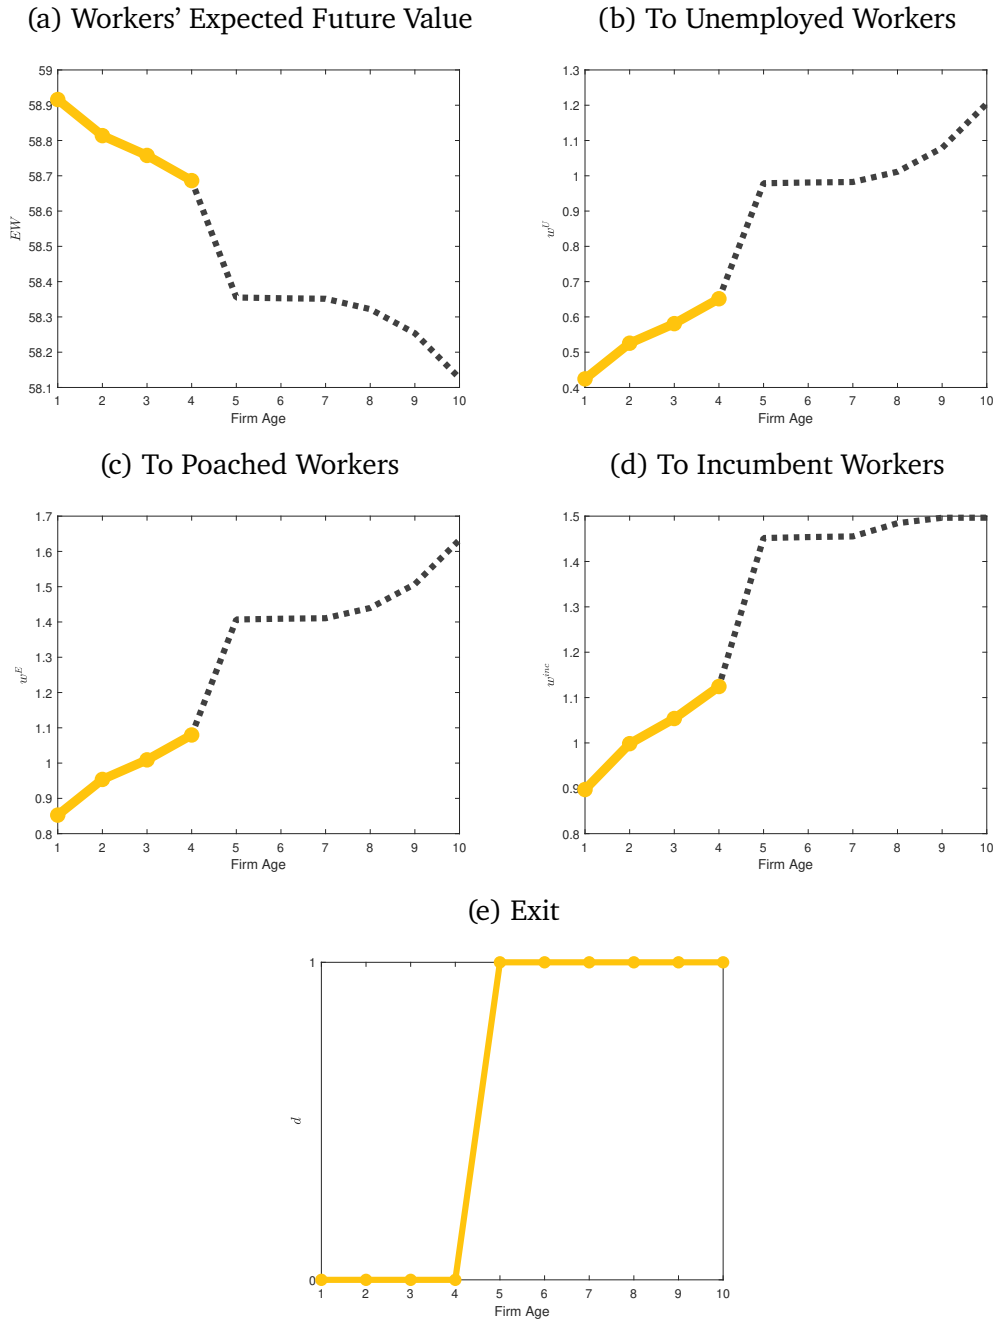 (a) Workers' Expected Future Value
(b) To Unemployed Workers
59
58.9
58.8
58.7
58.6
58.5
58.4
58.3
58.2
58.1
EW
1 2 3 4 5 6 7 8 9 10
Firm Age
1.3
1.2
1.1
1
0.9
0.8
0.7
0.6
0.5
0.4
w^U
1 2 3 4 5 6 7 8 9 10
Firm Age
(c) To Poached Workers
(d) To Incumbent Workers
1.7
1.6
1.5
1.4
1.3
1.2
1.1
1
0.9
0.8
w^E
1 2 3 4 5 6 7 8 9 10
Firm Age
1.5
1.4
1.3
1.2
1.1
1
0.9
0.8
w^{inc}
1 2 3 4 5 6 7 8 9 10
Firm Age
(e) Exit
1
0
d
1 2 3 4 5 6 7 8 9 10
Firm Age